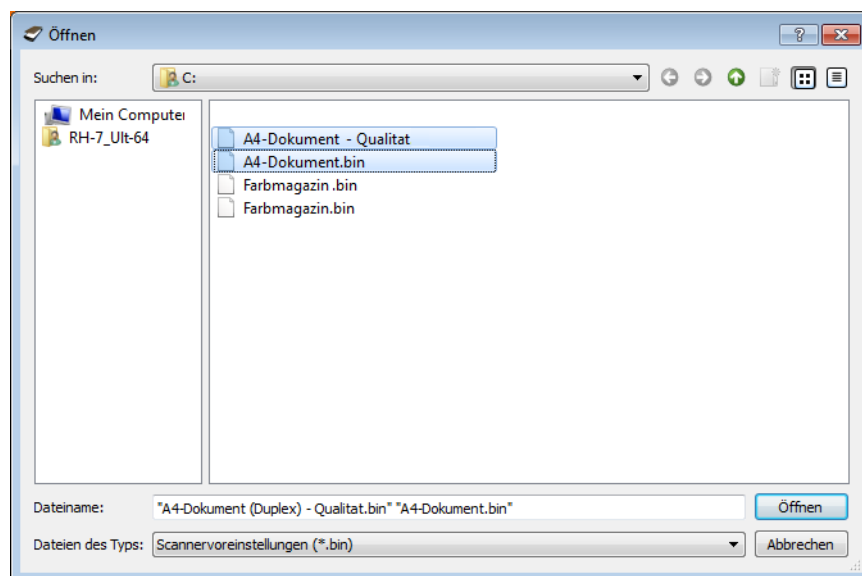 Öffnen
Suchen in:
C:
Mein Computer
RH-7_Ult-64
A4-Dokument - Qualitat
A4-Dokument.bin
Farbmagazin .bin
Farbmagazin.bin
Dateiname:
"A4-Dokument (Duplex) - Qualitat.bin" "A4-Dokument.bin"
Öffnen
Dateien des Typs:
Scannervoreinstellungen (*.bin)
Abbrechen